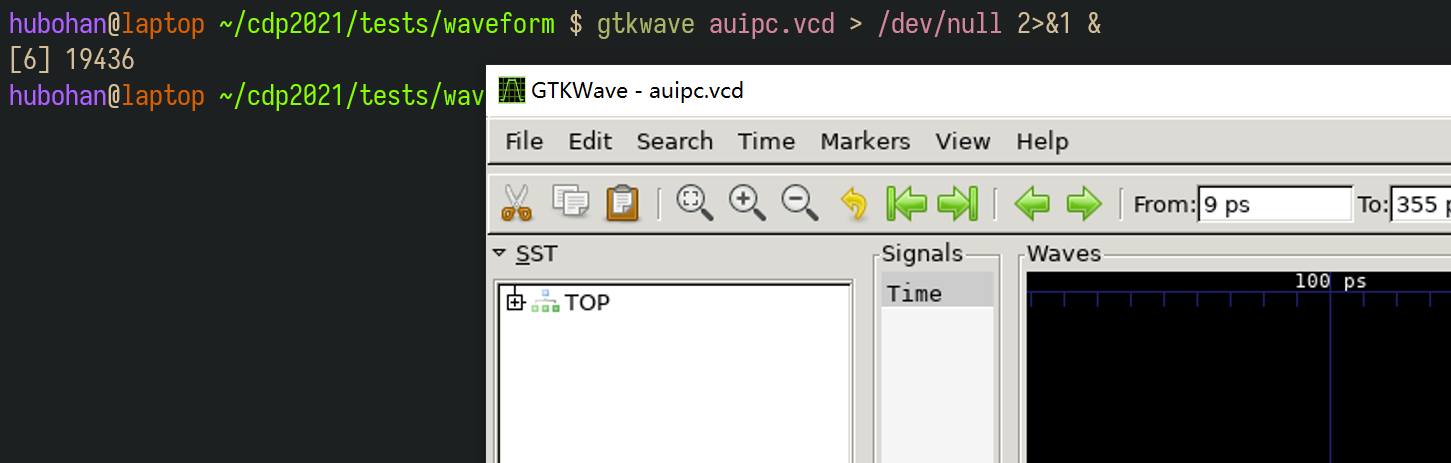 hubohan@laptop ~/cdp2021/tests/waveform $ gtkwave auipc.vcd > /dev/null 2>&1 &
[6] 19436
hubohan@laptop ~/cdp2021/tests/wav
GTKWave - auipc.vcd
File Edit Search Time Markers View Help
From: 9 ps To: 355 p
SST
Signals
Waves
TOP
Time
100 ps